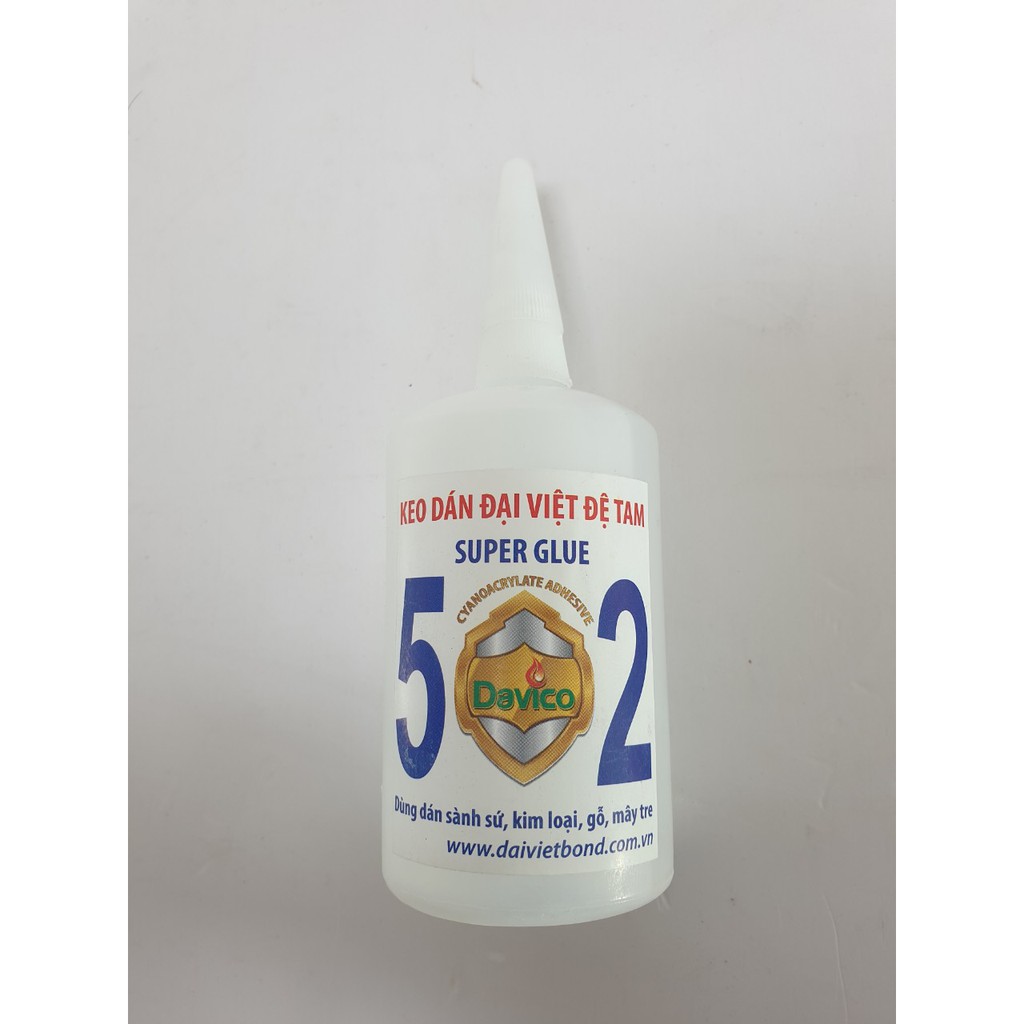 KEO DÁN ĐẠI VIỆT ĐỆ TAM
SUPER GLUE
CYANOACRYLATE ADHESIVE
5 2
Davico
Dùng dán sành sứ, kim loại, gỗ, mây tre
www.daivietbond.com.vn